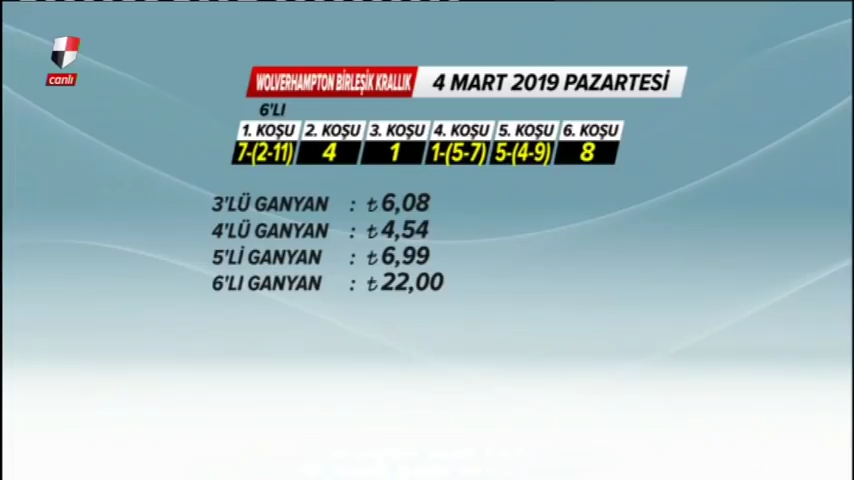 canlı
WOLVERHAMPTON BİRLEŞİK KRALLIK 4 MART 2019 PAZARTESİ
6'LI
1. KOŞU 2. KOŞU 3. KOŞU 4. KOŞU 5. KOŞU 6. KOŞU
7-(2-11) 4 1 1-(5-7) 5-(4-9) 8
3'LÜ GANYAN : ₺6,08
4'LÜ GANYAN : ₺4,54
5'Lİ GANYAN : ₺6,99
6'LI GANYAN : ₺22,00